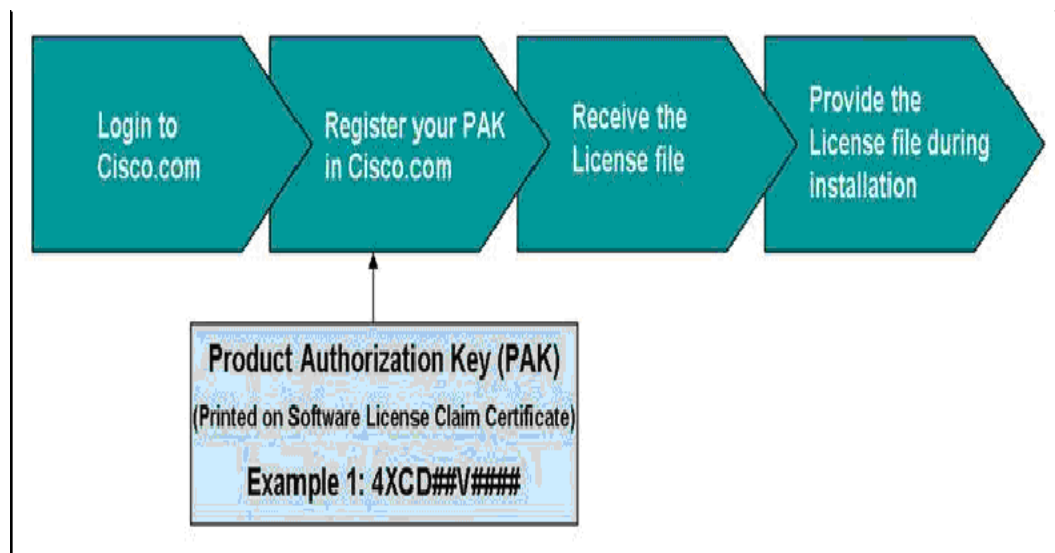 Login to
Cisco.com
Register your PAK
in Cisco.com
Receive the
License file
Provide the
License file during
installation
Product Authorization Key (PAK)
(Printed on Software License Claim Certificate)
Example 1: 4XCD##V####